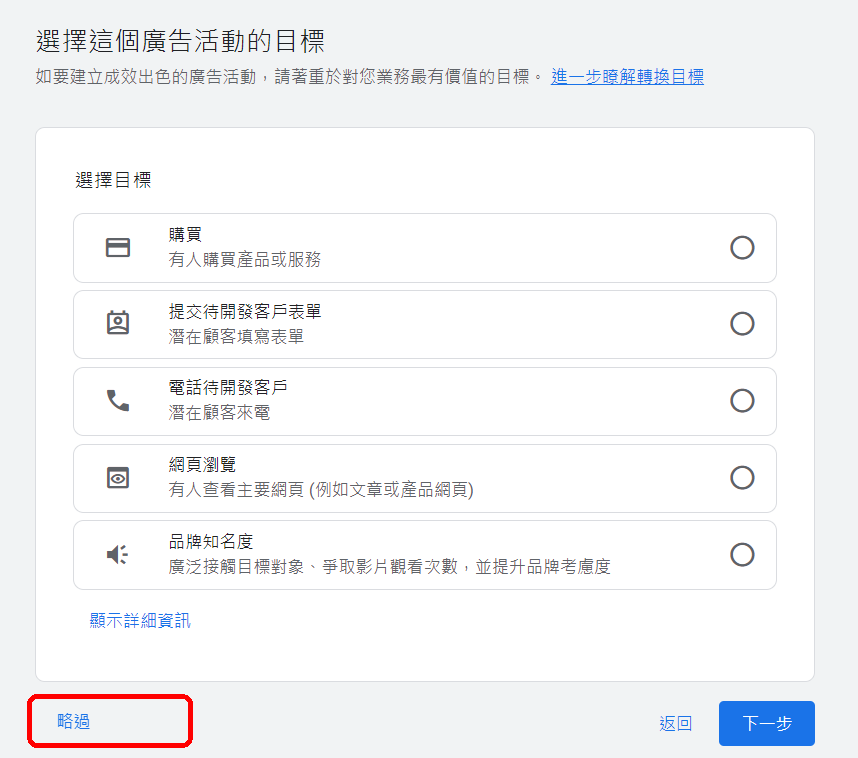 選擇這個廣告活動的目標
如要建立成效出色的廣告活動，請著重於對您業務最有價值的目標。 進一步瞭解轉換目標
選擇目標
購買
有人購買產品或服務
提交待開發客戶表單
潛在顧客填寫表單
電話待開發客戶
潛在顧客來電
網頁瀏覽
有人查看主要網頁 (例如文章或產品網頁)
品牌知名度
廣泛接觸目標對象、爭取影片觀看次數，並提升品牌考慮度
顯示詳細資訊
略過
返回
下一步